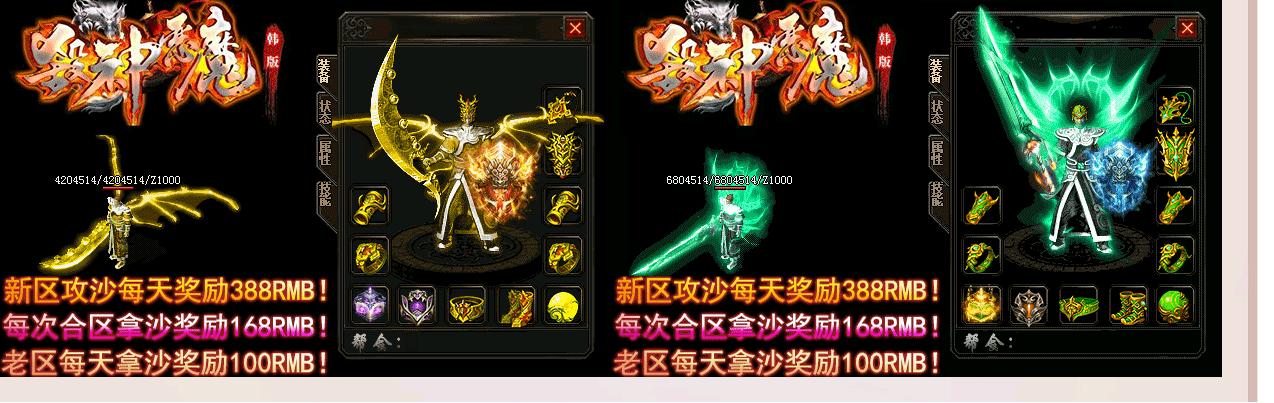 毁神恶魔
韩版
装备
状态
属性
技能
4204514/4204514/Z1000
新区攻沙每天奖励388RMB!
每次合区拿沙奖励168RMB!
老区每天拿沙奖励100RMB!
帮会:
毁神恶魔
韩版
装备
状态
属性
技能
6804514/6804514/Z1000
新区攻沙每天奖励388RMB!
每次合区拿沙奖励168RMB!
老区每天拿沙奖励100RMB!
帮会: